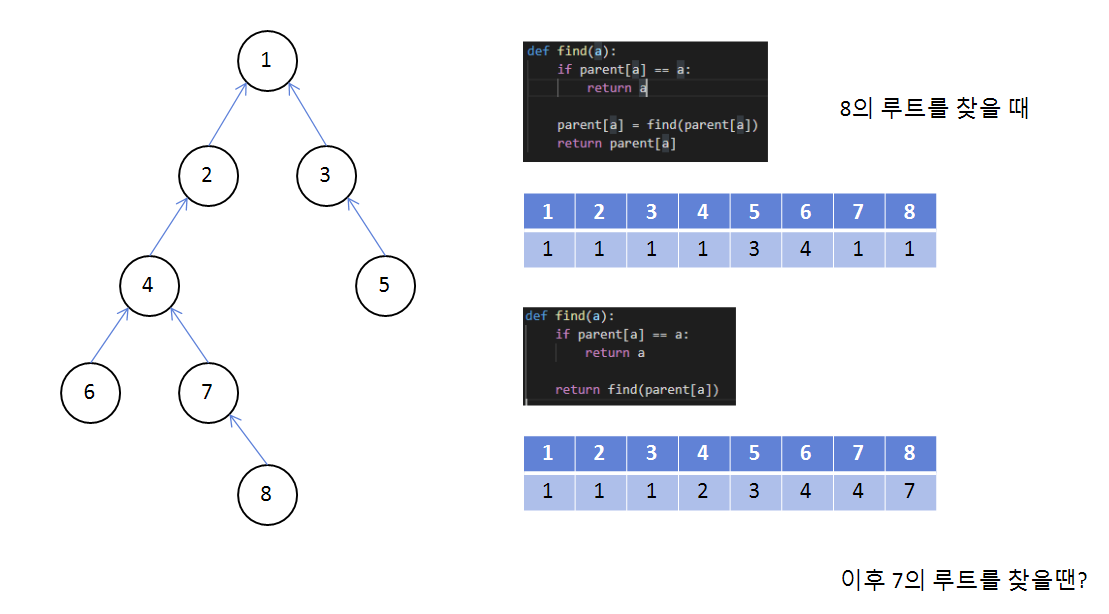 1
2
3
4
5
6
7
8
def find(a):
if parent[a] == a:
return a
parent[a] = find(parent[a])
return parent[a]
8의 루트를 찾을 때
1 2 3 4 5 6 7 8
1 1 1 1 3 4 1 1
def find(a):
if parent[a] == a:
return a
return find(parent[a])
1 2 3 4 5 6 7 8
1 1 1 2 3 4 4 7
이후 7의 루트를 찾을땐?